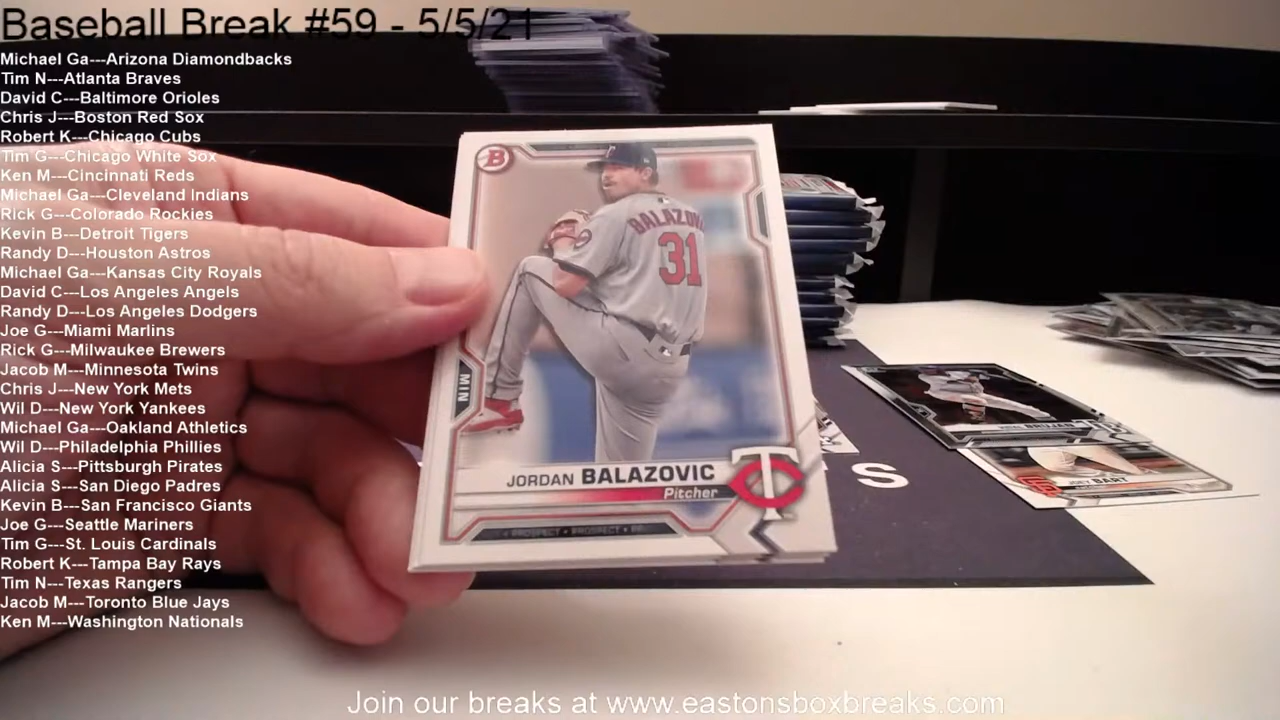 Baseball Break #59 - 5/5/21
Michael Ga---Arizona Diamondbacks
Tim N---Atlanta Braves
David C---Baltimore Orioles
Chris J---Boston Red Sox
Robert K---Chicago Cubs
Tim G---Chicago White Sox
Ken M---Cincinnati Reds
Michael Ga---Cleveland Indians
Rick G---Colorado Rockies
Kevin B---Detroit Tigers
Randy D---Houston Astros
Michael Ga---Kansas City Royals
David C---Los Angeles Angels
Randy D---Los Angeles Dodgers
Joe G---Miami Marlins
Rick G---Milwaukee Brewers
Jacob M---Minnesota Twins
Chris J---New York Mets
Wil D---New York Yankees
Michael Ga---Oakland Athletics
Wil D---Philadelphia Phillies
Alicia S---Pittsburgh Pirates
Alicia S---San Diego Padres
Kevin B---San Francisco Giants
Joe G---Seattle Mariners
Tim G---St. Louis Cardinals
Robert K---Tampa Bay Rays
Tim N---Texas Rangers
Jacob M---Toronto Blue Jays
Ken M---Washington Nationals
B
31
MIN
JORDAN BALAZOVIC
Pitcher
PROSPECT • PROSPECT
S
JOEY BART
Join our breaks at www.eastonsboxbreaks.com